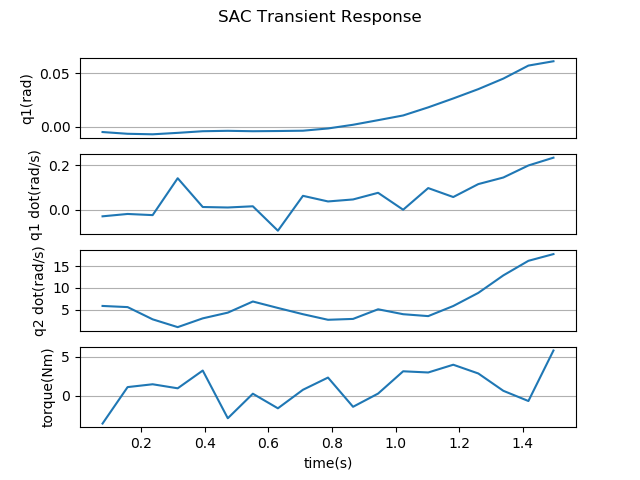 SAC Transient Response
q1(rad)
0.05
0.00
q1 dot(rad/s)
0.2
0.0
q2 dot(rad/s)
15
10
5
torque(Nm)
5
0
0.2 0.4 0.6 0.8 1.0 1.2 1.4
time(s)